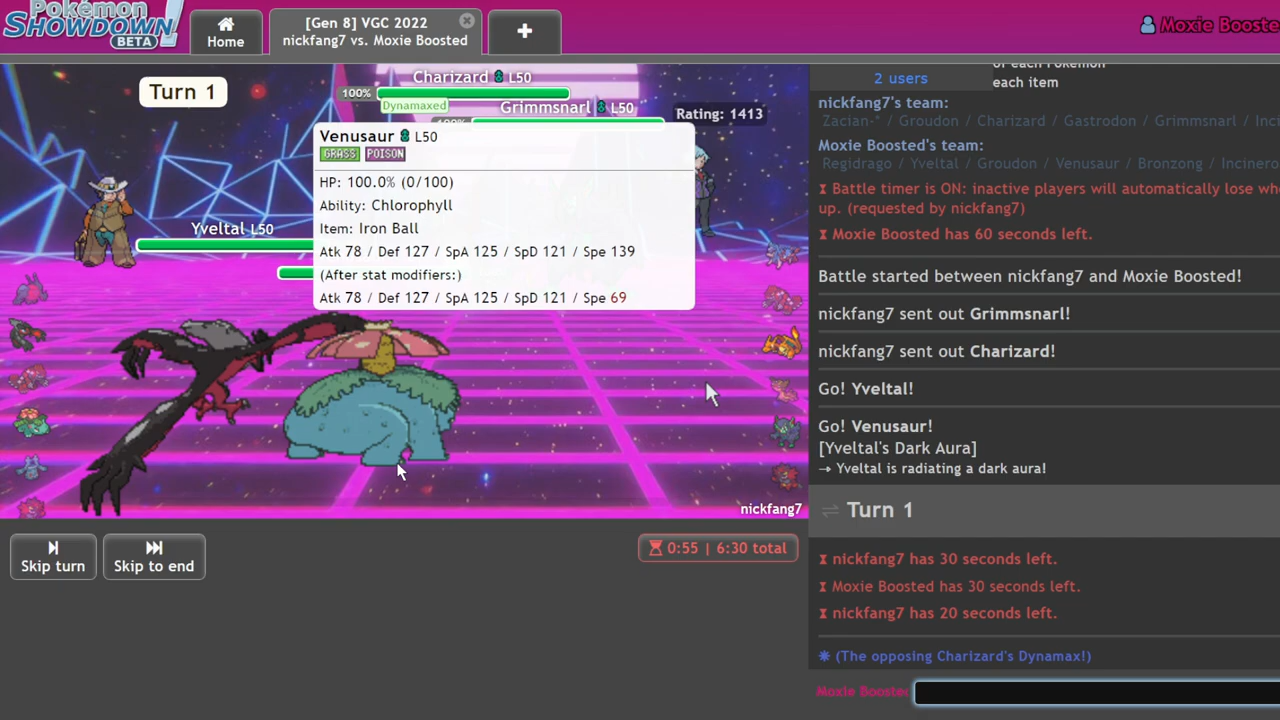 Pokémon
SHOWDOWN!
BETA
Home
[Gen 8] VGC 2022
nickfang7 vs. Moxie Boosted
+
Moxie Booste
Turn 1
Charizard L50
100%
Dynamaxed
Grimmsnarl L50
Rating: 1413
Venusaur L50
GRASS POISON
HP: 100.0% (0/100)
Ability: Chlorophyll
Item: Iron Ball
Atk 78 / Def 127 / SpA 125 / SpD 121 / Spe 139
(After stat modifiers:)
Atk 78 / Def 127 / SpA 125 / SpD 121 / Spe 69
Yveltal L50
nickfang7
Skip turn
Skip to end
0:55 | 6:30 total
2 users
of each Pokémon
each item
nickfang7's team:
Zacian-* / Groudon / Charizard / Gastrodon / Grimmsnarl / Inci
Moxie Boosted's team:
Regidrago / Yveltal / Groudon / Venusaur / Bronzong / Incinero
Battle timer is ON: inactive players will automatically lose whe
up. (requested by nickfang7)
Moxie Boosted has 60 seconds left.
Battle started between nickfang7 and Moxie Boosted!
nickfang7 sent out Grimmsnarl!
nickfang7 sent out Charizard!
Go! Yveltal!
Go! Venusaur!
[Yveltal's Dark Aura]
→ Yveltal is radiating a dark aura!
Turn 1
nickfang7 has 30 seconds left.
Moxie Boosted has 30 seconds left.
nickfang7 has 20 seconds left.
(The opposing Charizard's Dynamax!)
Moxie Boosted